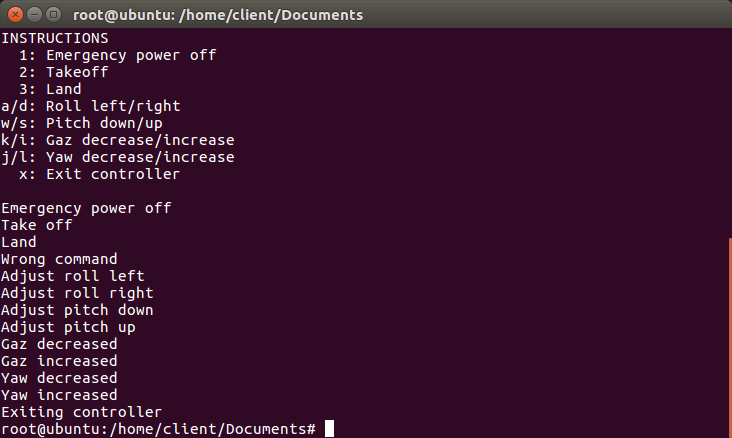 root@ubuntu: /home/client/Documents
INSTRUCTIONS
  1: Emergency power off
  2: Takeoff
  3: Land
a/d: Roll left/right
w/s: Pitch down/up
k/i: Gaz decrease/increase
j/l: Yaw decrease/increase
  x: Exit controller

Emergency power off
Take off
Land
Wrong command
Adjust roll left
Adjust roll right
Adjust pitch down
Adjust pitch up
Gaz decreased
Gaz increased
Yaw decreased
Yaw increased
Exiting controller
root@ubuntu:/home/client/Documents#